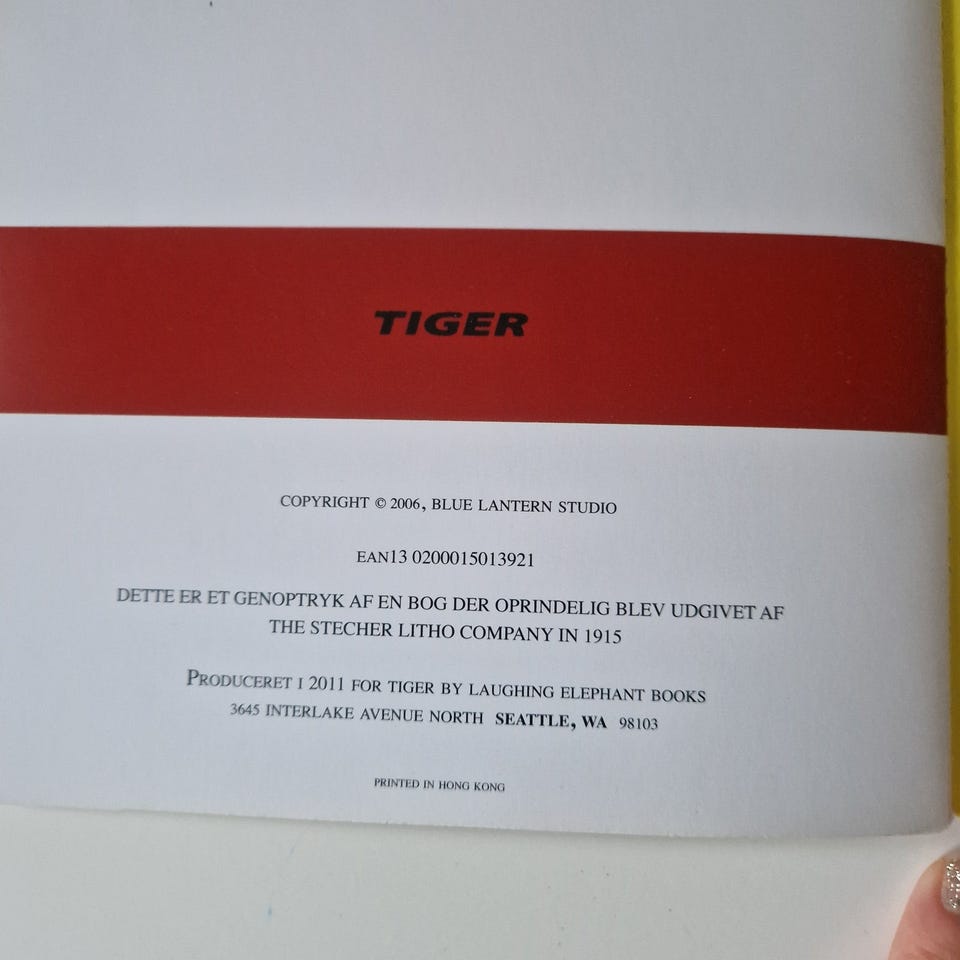 TIGER
COPYRIGHT © 2006, BLUE LANTERN STUDIO
EAN13 0200015013921
DETTE ER ET GENOPTRYK AF EN BOG DER OPRINDELIG BLEV UDGIVET AF
THE STECHER LITHO COMPANY IN 1915
PRODUCERET I 2011 FOR TIGER BY LAUGHING ELEPHANT BOOKS
3645 INTERLAKE AVENUE NORTH SEATTLE, WA 98103
PRINTED IN HONG KONG